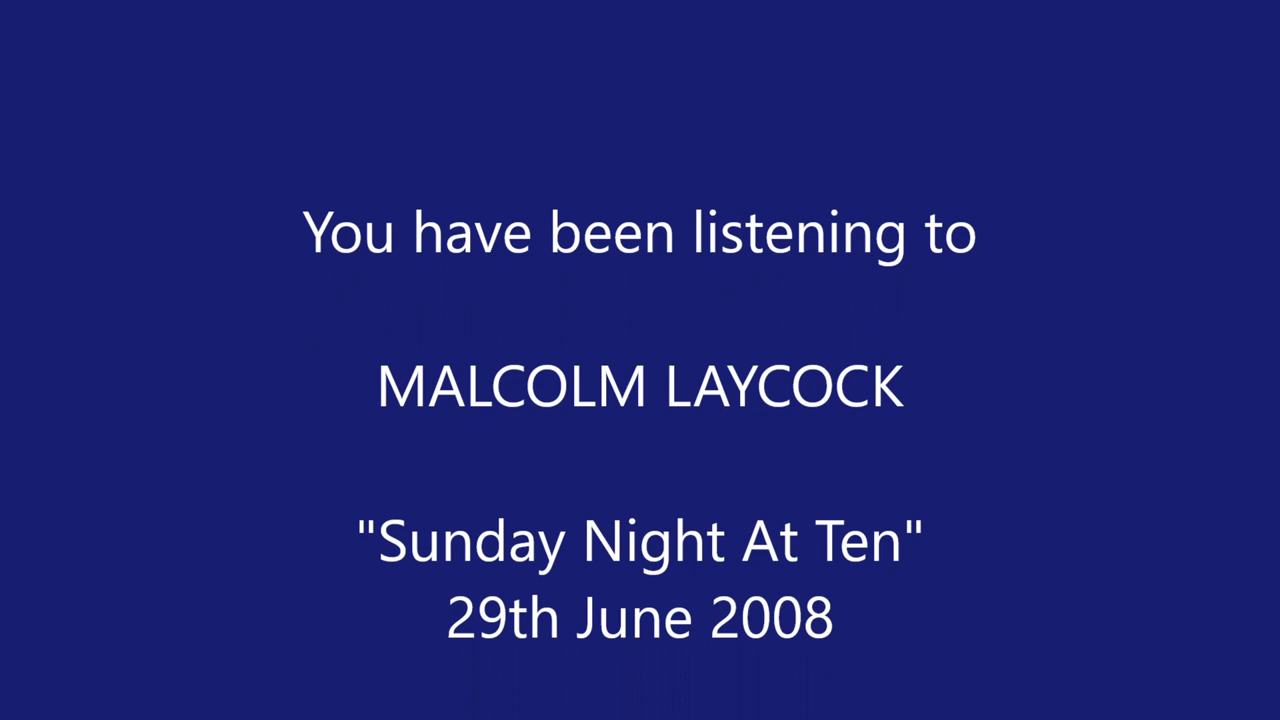 You have been listening to
MALCOLM LAYCOCK
"Sunday Night At Ten"
29th June 2008